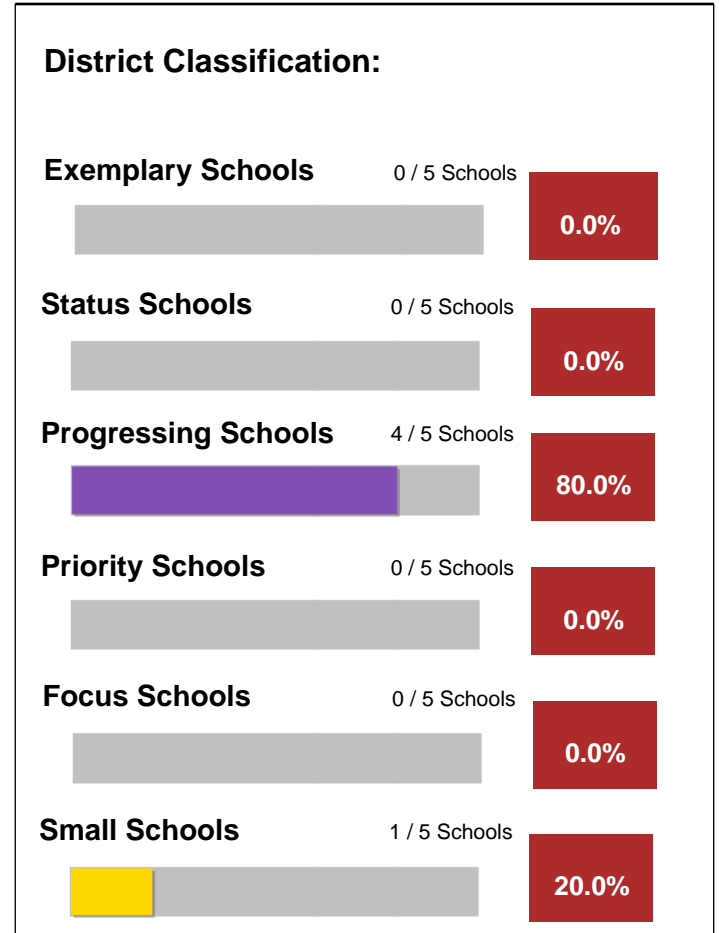 District Classification:
Exemplary Schools 0 / 5 Schools
0.0%
Status Schools 0 / 5 Schools
0.0%
Progressing Schools 4 / 5 Schools
80.0%
Priority Schools 0 / 5 Schools
0.0%
Focus Schools 0 / 5 Schools
0.0%
Small Schools 1 / 5 Schools
20.0%